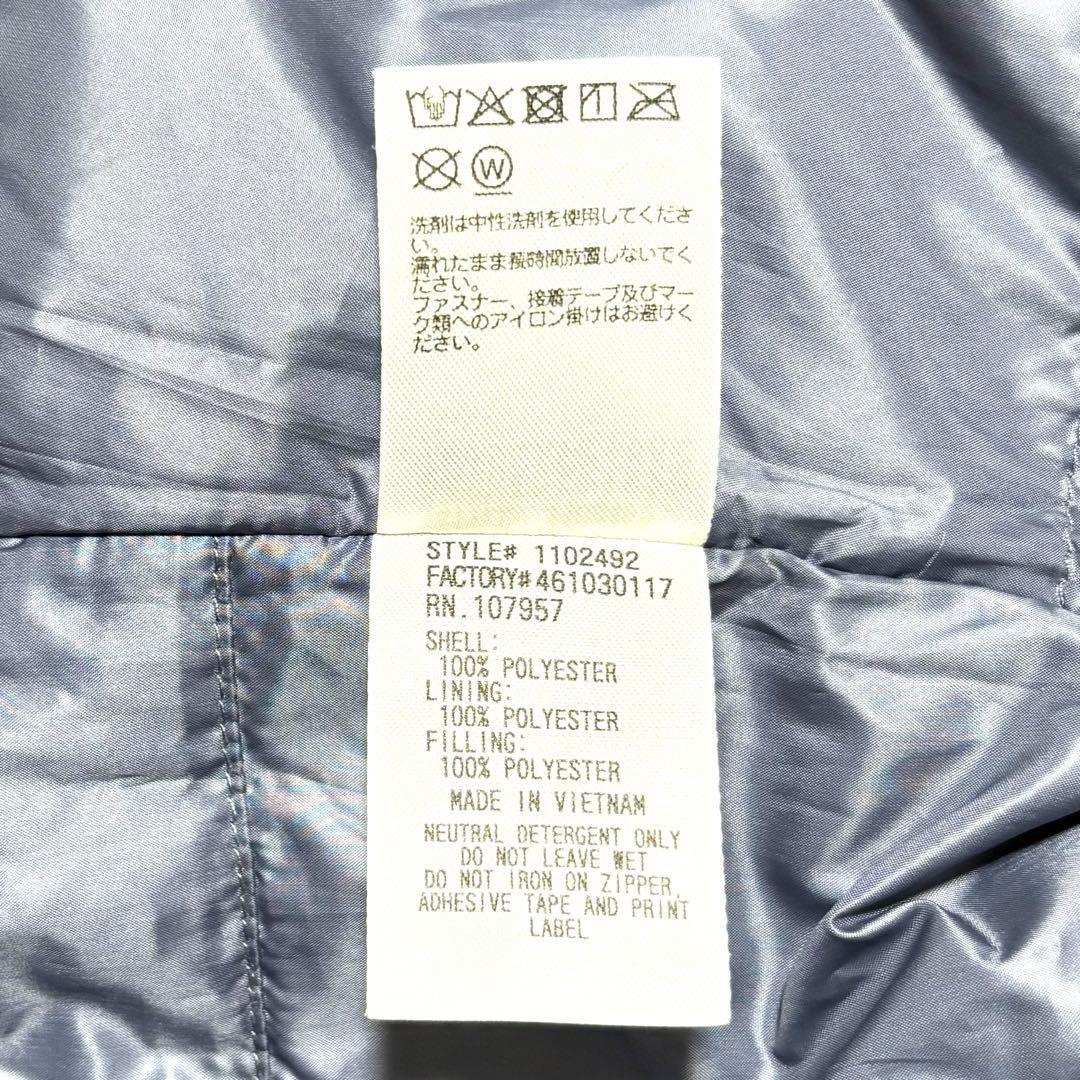 W
洗剤は中性洗剤を使用してくださ
い。
濡れたまま長時間放置しないでく
ださい。
ファスナー、接着テープ及びマー
ク類へのアイロン掛けはお避けく
ださい。
STYLE# 1102492
FACTORY#461030117
RN.107957
SHELL:
100% POLYESTER
LINING:
100% POLYESTER
FILLING:
100% POLYESTER
MADE IN VIETNAM
NEUTRAL DETERGENT ONLY
DO NOT LEAVE WET
DO NOT IRON ON ZIPPER,
ADHESIVE TAPE AND PRINT
LABEL